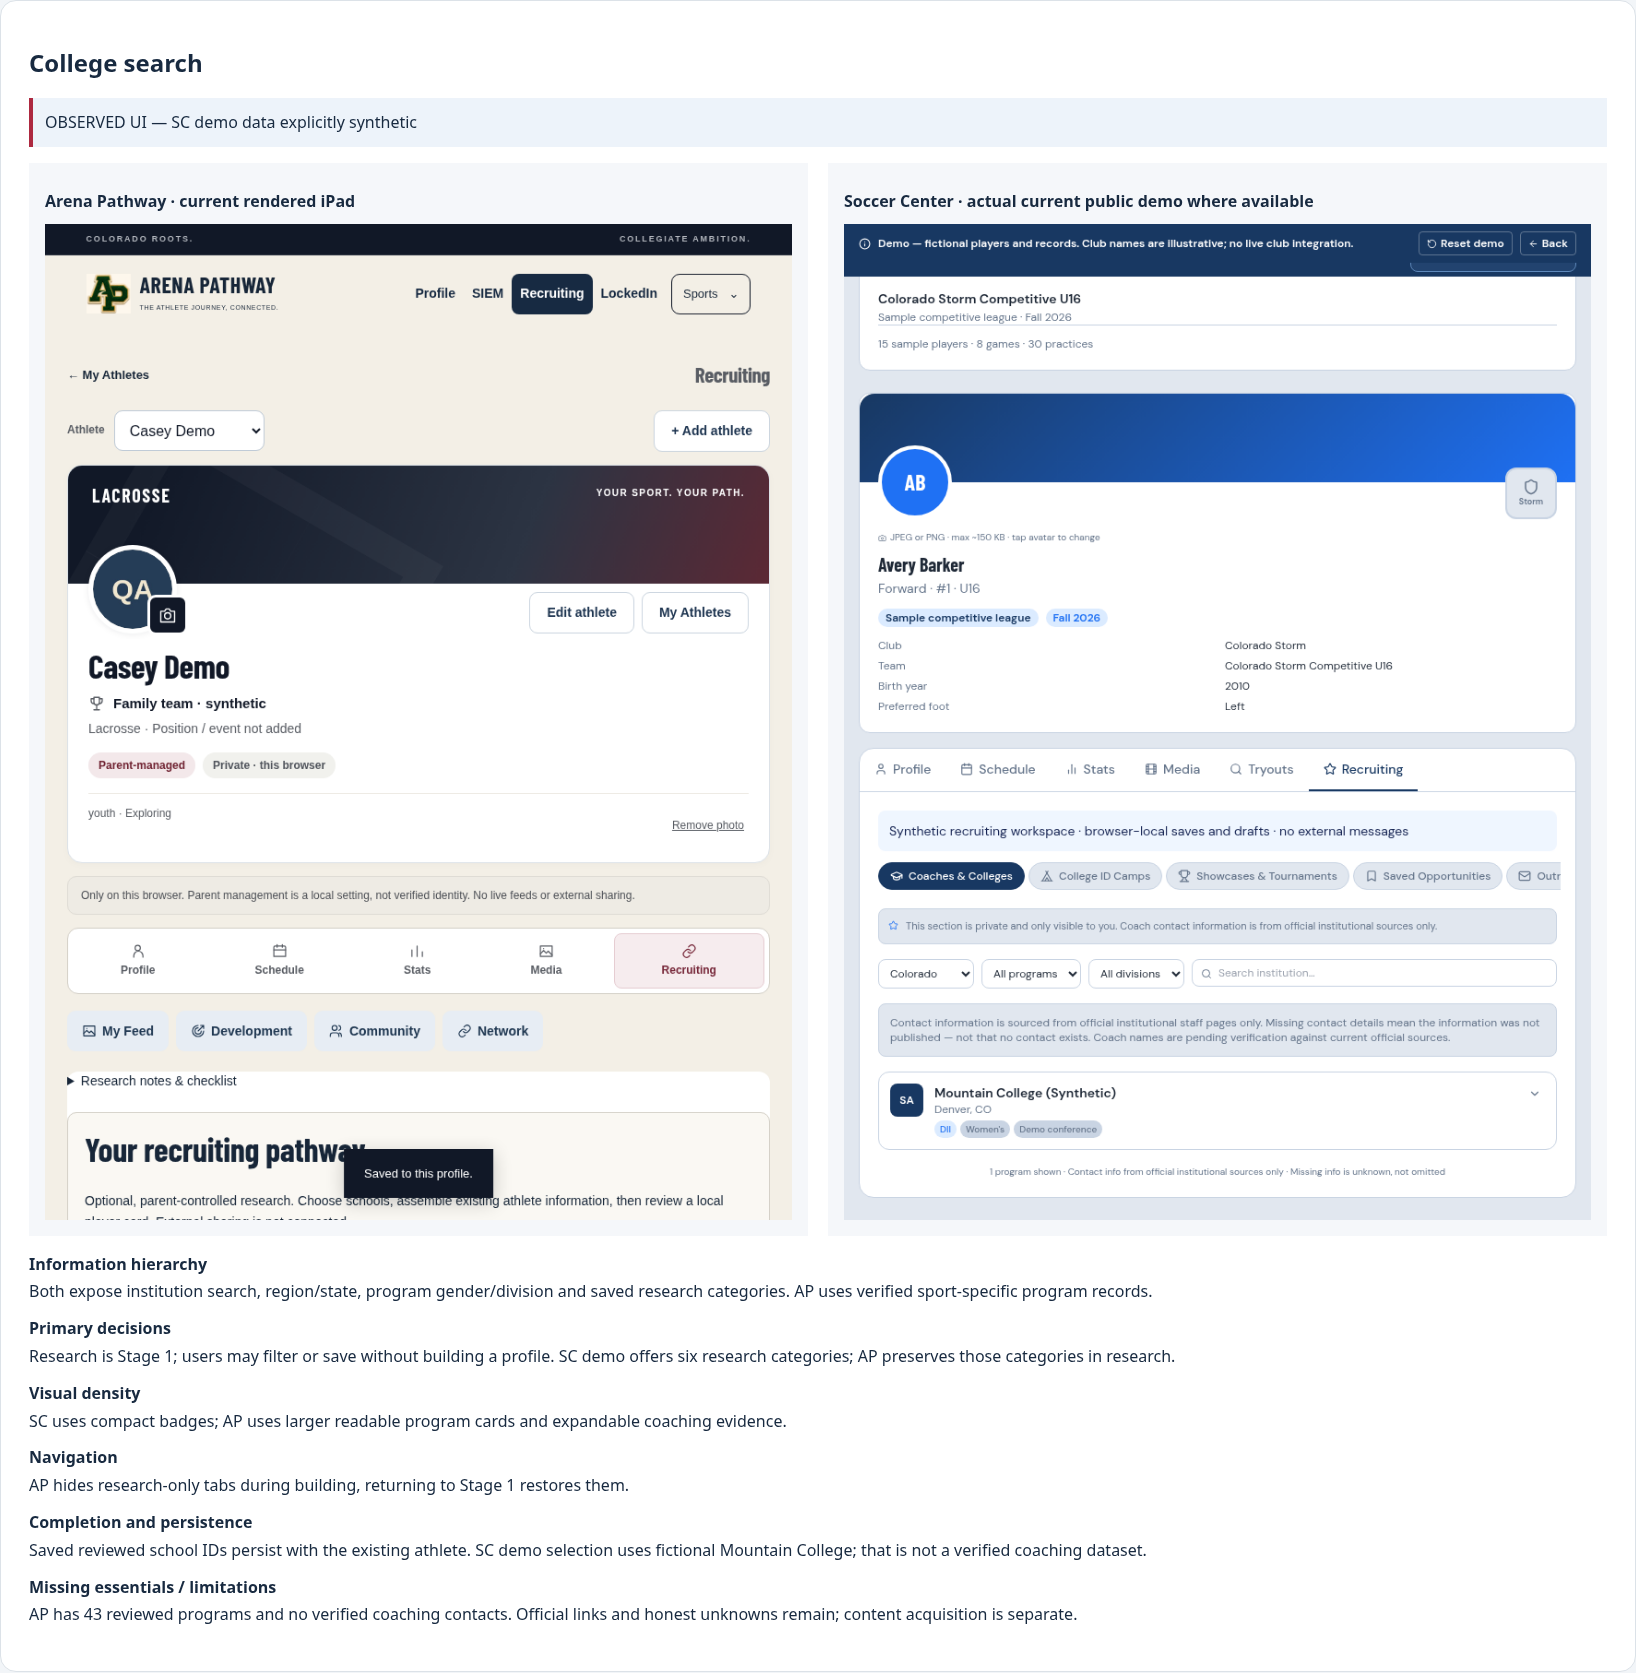 College search
OBSERVED UI — SC demo data explicitly synthetic
Arena Pathway · current rendered iPad
COLORADO ROOTS.
COLLEGIATE AMBITION.
AP
ARENA PATHWAY
THE ATHLETE JOURNEY, CONNECTED.
Profile
SIEM
Recruiting
LockedIn
Sports
← My Athletes
Recruiting
Athlete
Casey Demo
+ Add athlete
LACROSSE
YOUR SPORT. YOUR PATH.
QA
Edit athlete
My Athletes
Casey Demo
Family team · synthetic
Lacrosse · Position / event not added
Parent-managed
Private · this browser
youth · Exploring
Remove photo
Only on this browser. Parent management is a local setting, not verified identity. No live feeds or external sharing.
Profile
Schedule
Stats
Media
Recruiting
My Feed
Development
Community
Network
Research notes & checklist
Your recruiting pathway
Saved to this profile.
Optional, parent-controlled research. Choose schools, assemble existing athlete information, then review a local
player card. External sharing is not connected.
Soccer Center · actual current public demo where available
Demo — fictional players and records. Club names are illustrative; no live club integration.
Reset demo
← Back
Colorado Storm Competitive U16
Sample competitive league · Fall 2026
15 sample players · 8 games · 30 practices
AB
Storm
JPEG or PNG · max ~150 KB · tap avatar to change
Avery Barker
Forward · #1 · U16
Sample competitive league
Fall 2026
Club
Colorado Storm
Team
Colorado Storm Competitive U16
Birth year
2010
Preferred foot
Left
Profile
Schedule
Stats
Media
Tryouts
Recruiting
Synthetic recruiting workspace · browser-local saves and drafts · no external messages
Coaches & Colleges
College ID Camps
Showcases & Tournaments
Saved Opportunities
Outr
This section is private and only visible to you. Coach contact information is from official institutional sources only.
Colorado
All programs
All divisions
Search institution...
Contact information is sourced from official institutional staff pages only. Missing contact details mean the information was not
published — not that no contact exists. Coach names are pending verification against current official sources.
SA
Mountain College (Synthetic)
Denver, CO
DII
Women's
Demo conference
1 program shown · Contact info from official institutional sources only · Missing info is unknown, not omitted
Information hierarchy
Both expose institution search, region/state, program gender/division and saved research categories. AP uses verified sport-specific program records.
Primary decisions
Research is Stage 1; users may filter or save without building a profile. SC demo offers six research categories; AP preserves those categories in research.
Visual density
SC uses compact badges; AP uses larger readable program cards and expandable coaching evidence.
Navigation
AP hides research-only tabs during building, returning to Stage 1 restores them.
Completion and persistence
Saved reviewed school IDs persist with the existing athlete. SC demo selection uses fictional Mountain College; that is not a verified coaching dataset.
Missing essentials / limitations
AP has 43 reviewed programs and no verified coaching contacts. Official links and honest unknowns remain; content acquisition is separate.